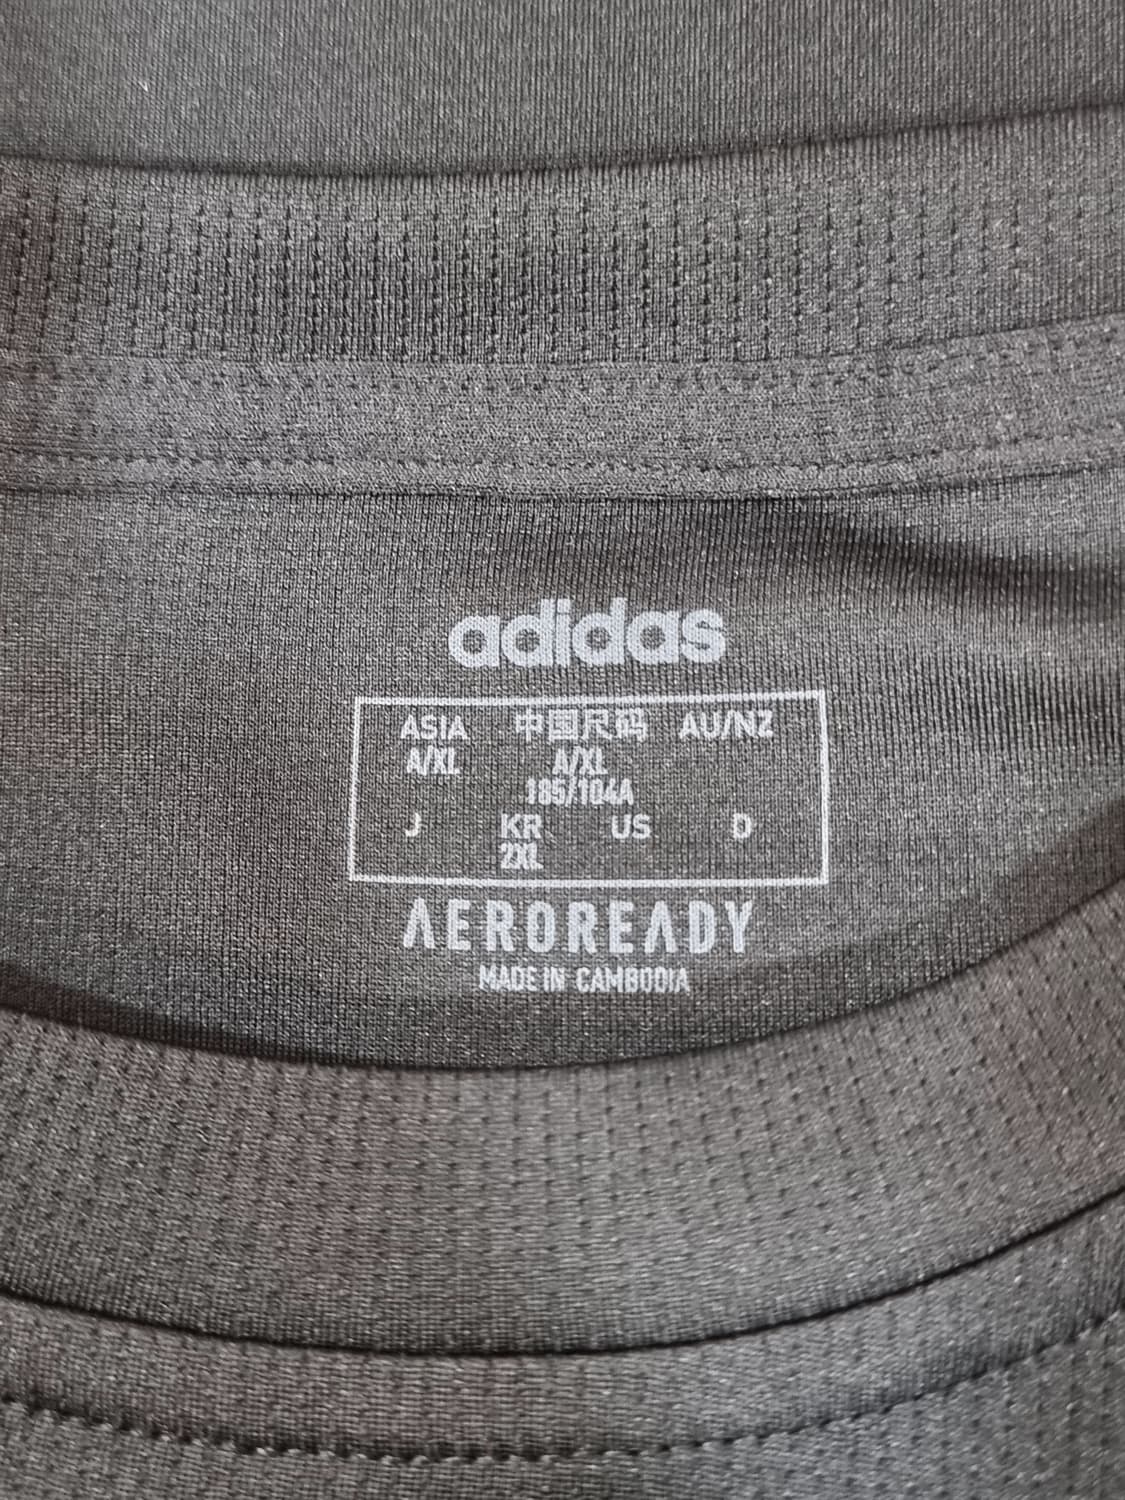 adidas
ASIA 中国尺码 AU/NZ
A/XL A/XL
185/104A
J KR US D
2XL
AEROREADY
MADE IN CAMBODIA